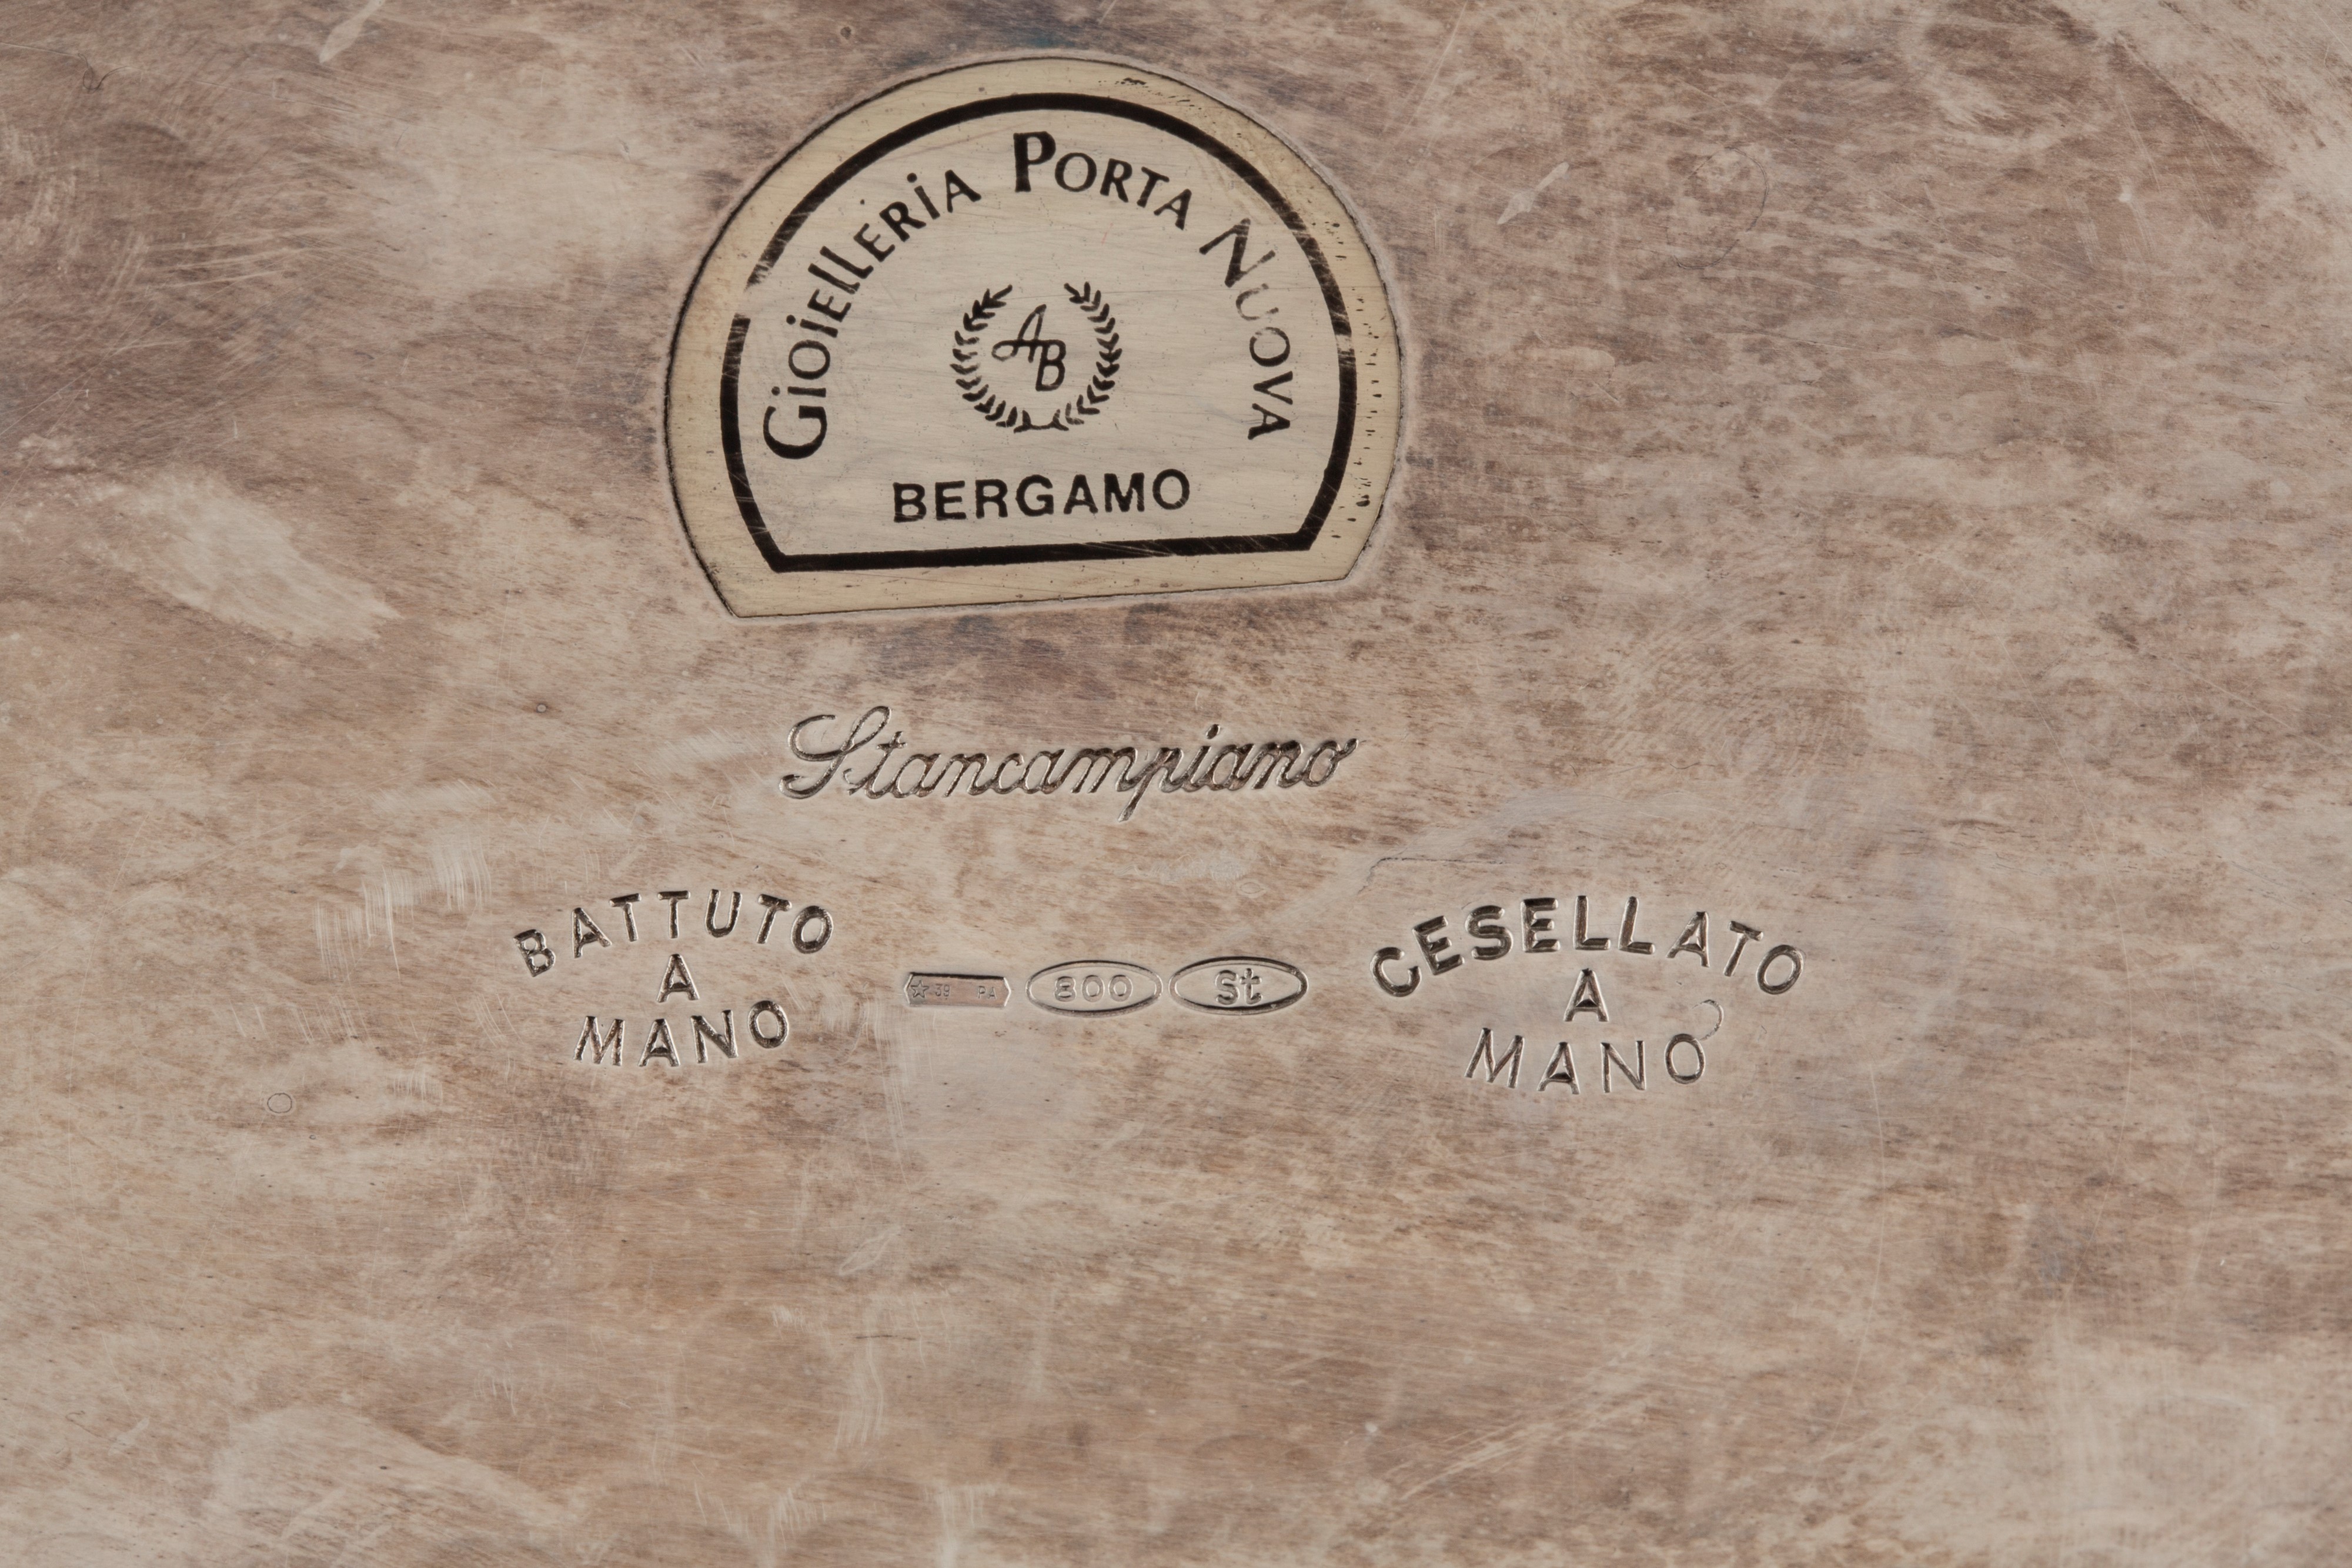 Gioielleria Porta Nuova
AB
BERGAMO
Stancampiano
BATTUTO
A
MANO
☆ 39 PA
800
St
CESELLATO
A
MANO